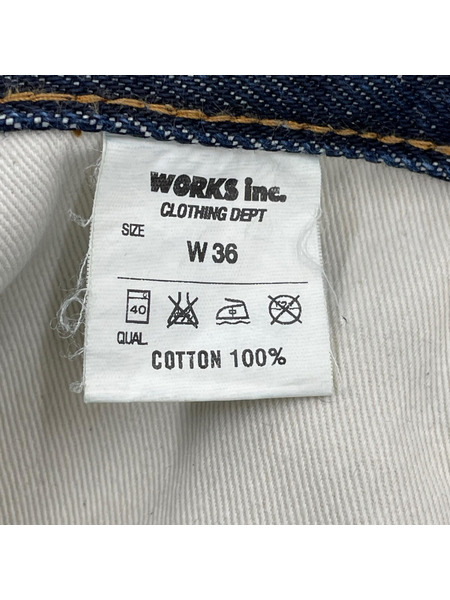 WORKS inc.
CLOTHING DEPT
SIZE
W 36
40
QUAL.
COTTON 100%